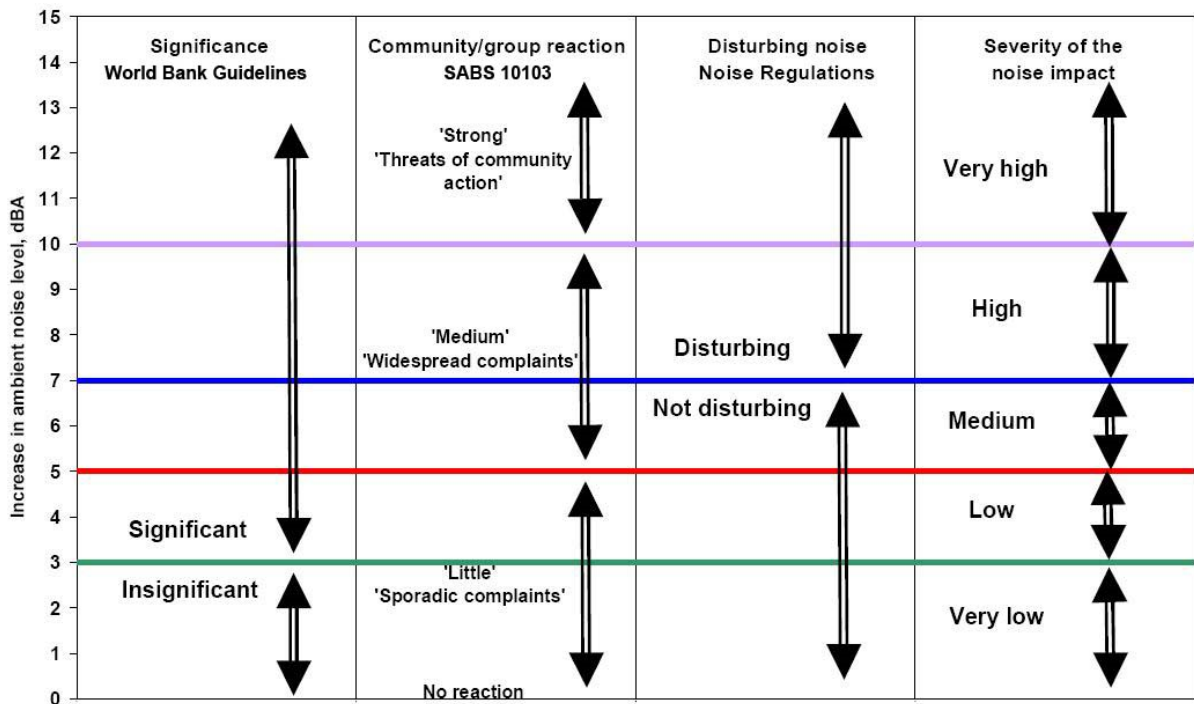 Increase in ambient noise level, dBA
15
14
13
12
11
10
9
8
7
6
5
4
3
2
1
0
Significance
World Bank Guidelines
Significant
Insignificant
Community/group reaction
SABS 10103
'Strong'
'Threats of community
action'
'Medium'
'Widespread complaints'
'Little'
'Sporadic complaints'
No reaction
Disturbing noise
Noise Regulations
Disturbing
Not disturbing
Severity of the
noise impact
Very high
High
Medium
Low
Very low